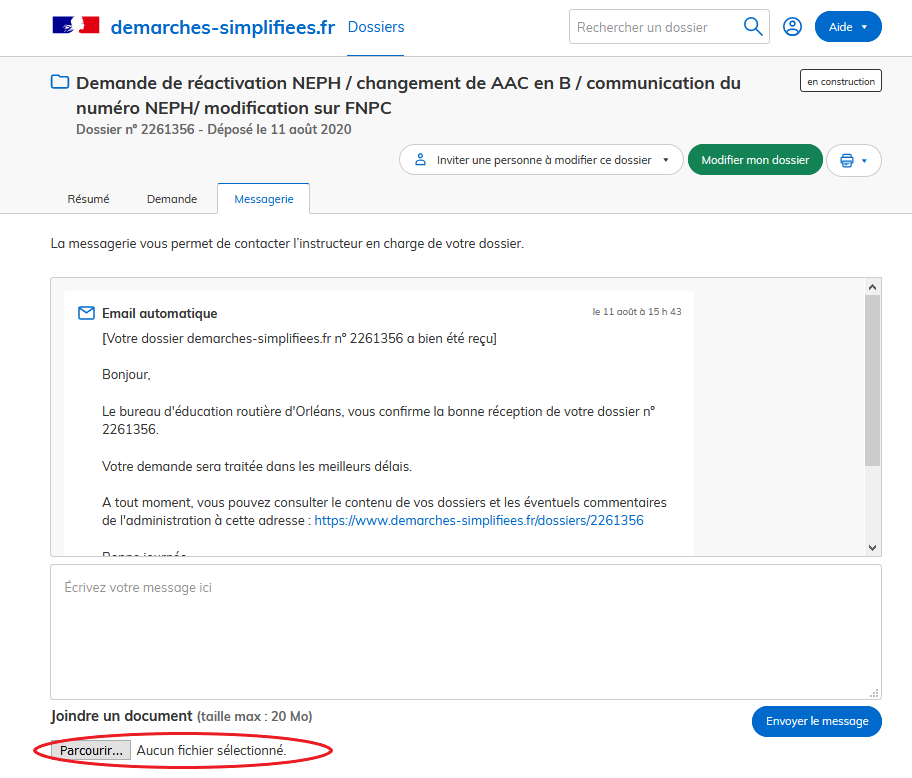 demarches-simplifiees.fr Dossiers Rechercher un dossier Aide
Demande de réactivation NEPH / changement de AAC en B / communication du en construction
numéro NEPH/ modification sur FNPC
Dossier nº 2261356 - Déposé le 11 août 2020
Inviter une personne à modifier ce dossier Modifier mon dossier
Résumé Demande Messagerie
La messagerie vous permet de contacter l'instructeur en charge de votre dossier.
Email automatique le 11 août à 15 h 43
[Votre dossier demarches-simplifiees.fr nº 2261356 a bien été reçu]
Bonjour,
Le bureau d'éducation routière d'Orléans, vous confirme la bonne réception de votre dossier nº
2261356.
Votre demande sera traitée dans les meilleurs délais.
A tout moment, vous pouvez consulter le contenu de vos dossiers et les éventuels commentaires
de l'administration à cette adresse : https://www.demarches-simplifiees.fr/dossiers/2261356
Bonne journée
Écrivez votre message ici
Joindre un document (taille max : 20 Mo) Envoyer le message
Parcourir... Aucun fichier sélectionné.